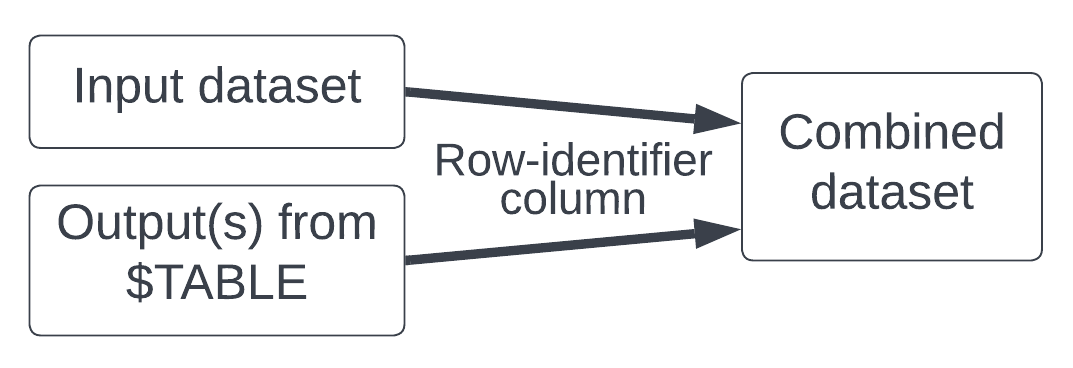 Input dataset
Output(s) from
$TABLE
Row-identifier
column
Combined
dataset